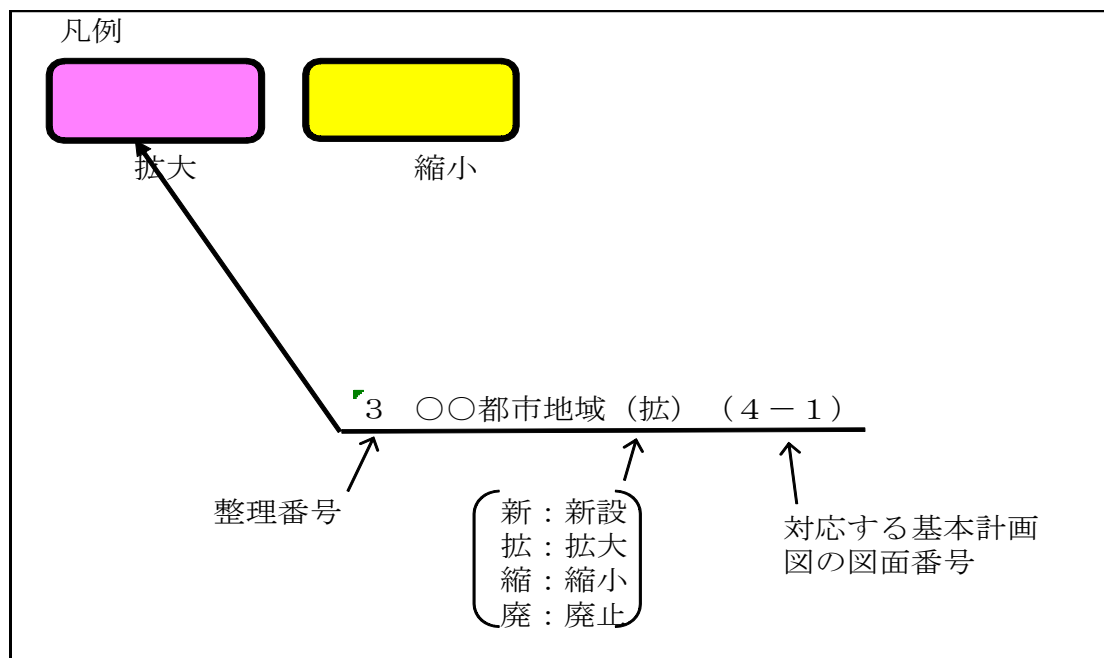 凡例
拡大
縮小
３　○○都市地域（拡）（４－１）
整理番号
新：新設
拡：拡大
縮：縮小
廃：廃止
対応する基本計画
図の図面番号